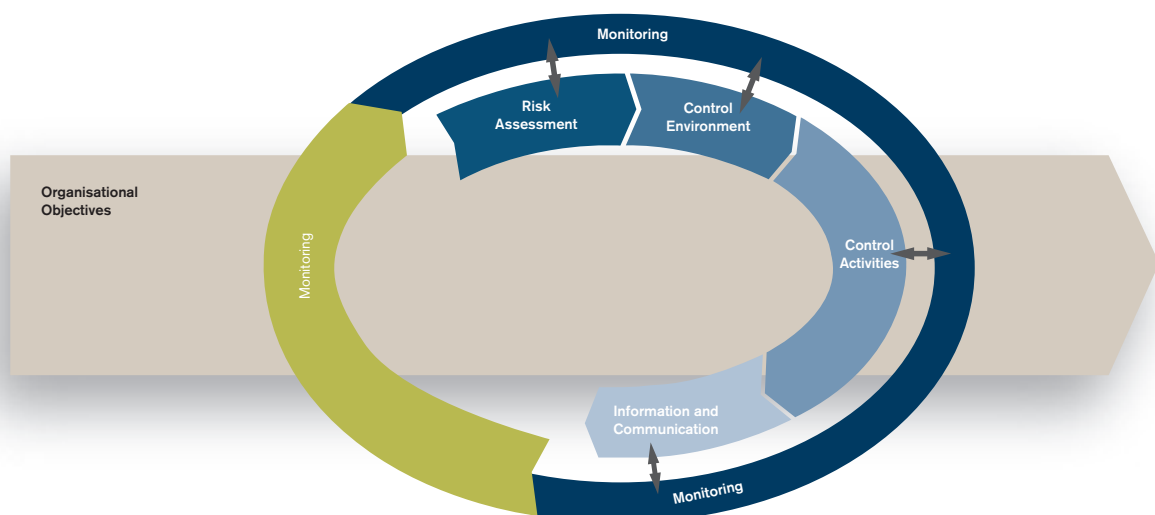 Monitoring
Risk
Assessment
Control
Environment
Organisational
Objectives
Monitoring
Control
Activities
Information and
Communication
Monitoring